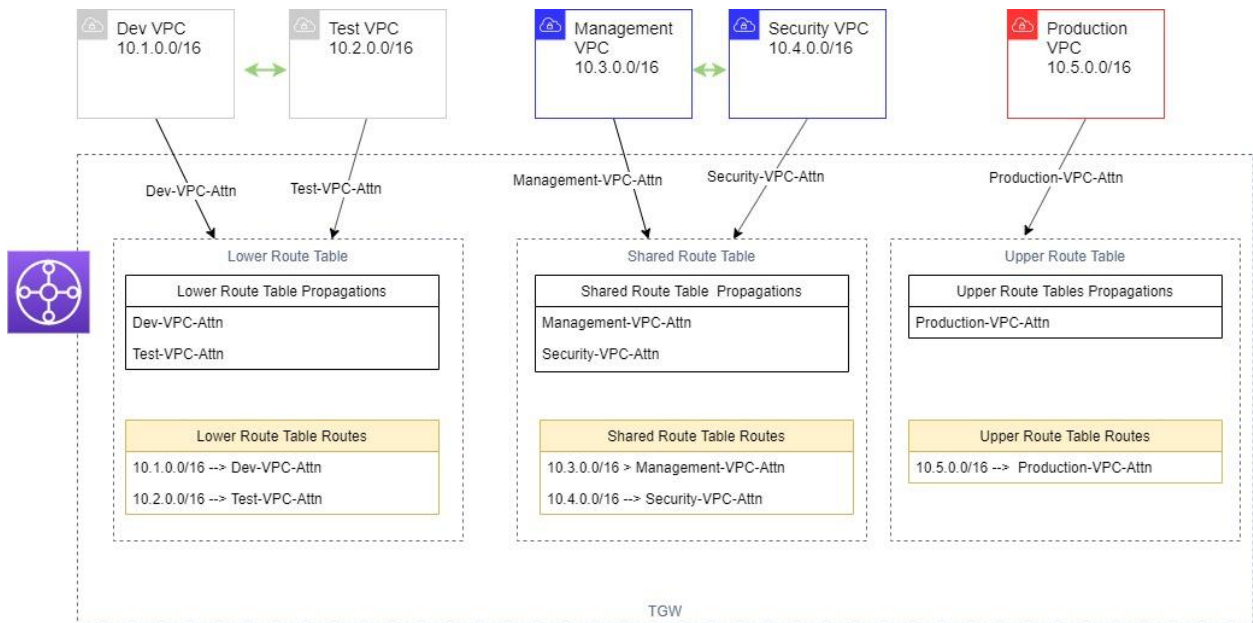 Dev VPC
10.1.0.0/16
Test VPC
10.2.0.0/16
Management
VPC
10.3.0.0/16
Security VPC
10.4.0.0/16
Production
VPC
10.5.0.0/16
Dev-VPC-Attn
Test-VPC-Attn
Management-VPC-Attn
Security-VPC-Attn
Production-VPC-Attn
Lower Route Table
Lower Route Table Propagations
Dev-VPC-Attn
Test-VPC-Attn
Lower Route Table Routes
10.1.0.0/16 --> Dev-VPC-Attn
10.2.0.0/16 --> Test-VPC-Attn
Shared Route Table
Shared Route Table Propagations
Management-VPC-Attn
Security-VPC-Attn
Shared Route Table Routes
10.3.0.0/16 > Management-VPC-Attn
10.4.0.0/16 --> Security-VPC-Attn
Upper Route Table
Upper Route Tables Propagations
Production-VPC-Attn
Upper Route Table Routes
10.5.0.0/16 --> Production-VPC-Attn
TGW